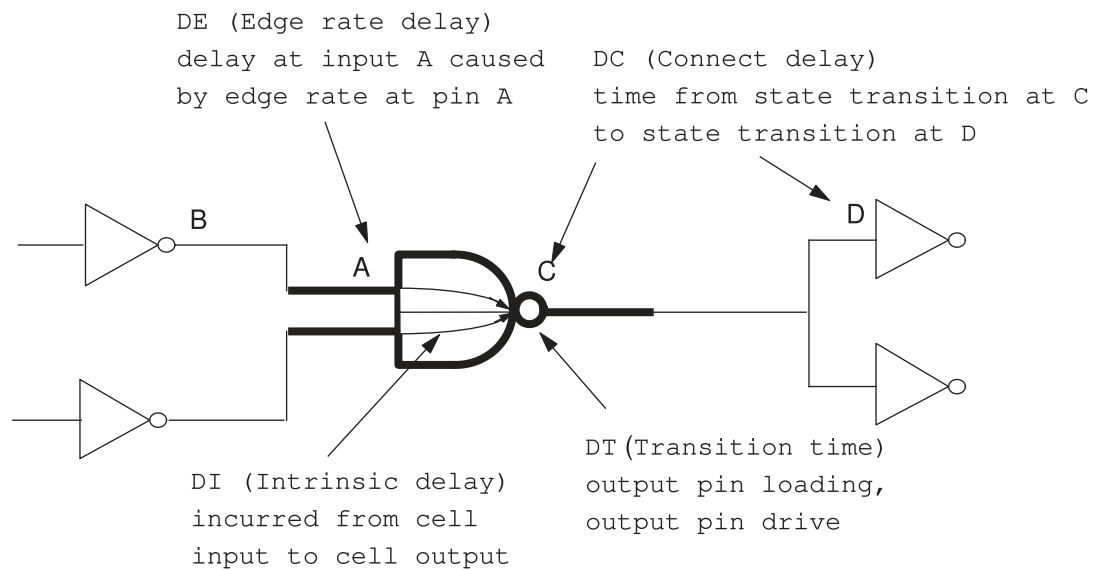 DE (Edge rate delay)
delay at input A caused
by edge rate at pin A
DC (Connect delay)
time from state transition at C
to state transition at D
B
A
C
D
DI (Intrinsic delay)
incurred from cell
input to cell output
DT(Transition time)
output pin loading,
output pin drive